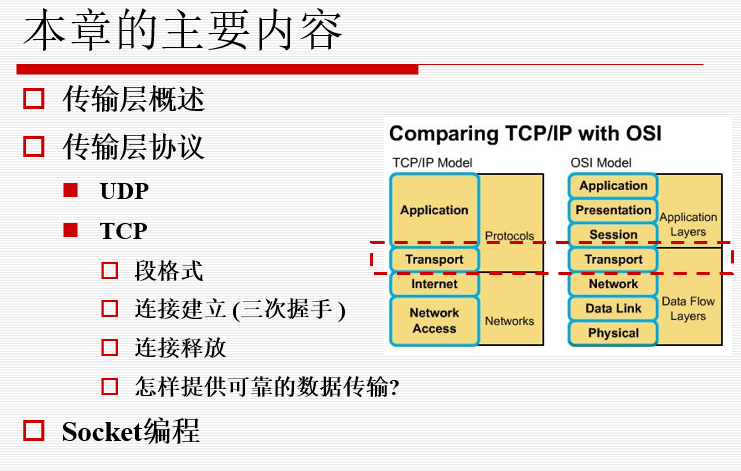 本章的主要内容
传输层概述
传输层协议
UDP
TCP
段格式
连接建立 (三次握手 )
连接释放
怎样提供可靠的数据传输?
Socket编程
Comparing TCP/IP with OSI
TCP/IP Model
Application
Transport
Internet
Network
Access
Protocols
Networks
OSI Model
Application
Presentation
Session
Transport
Network
Data Link
Physical
Application
Layers
Data Flow
Layers